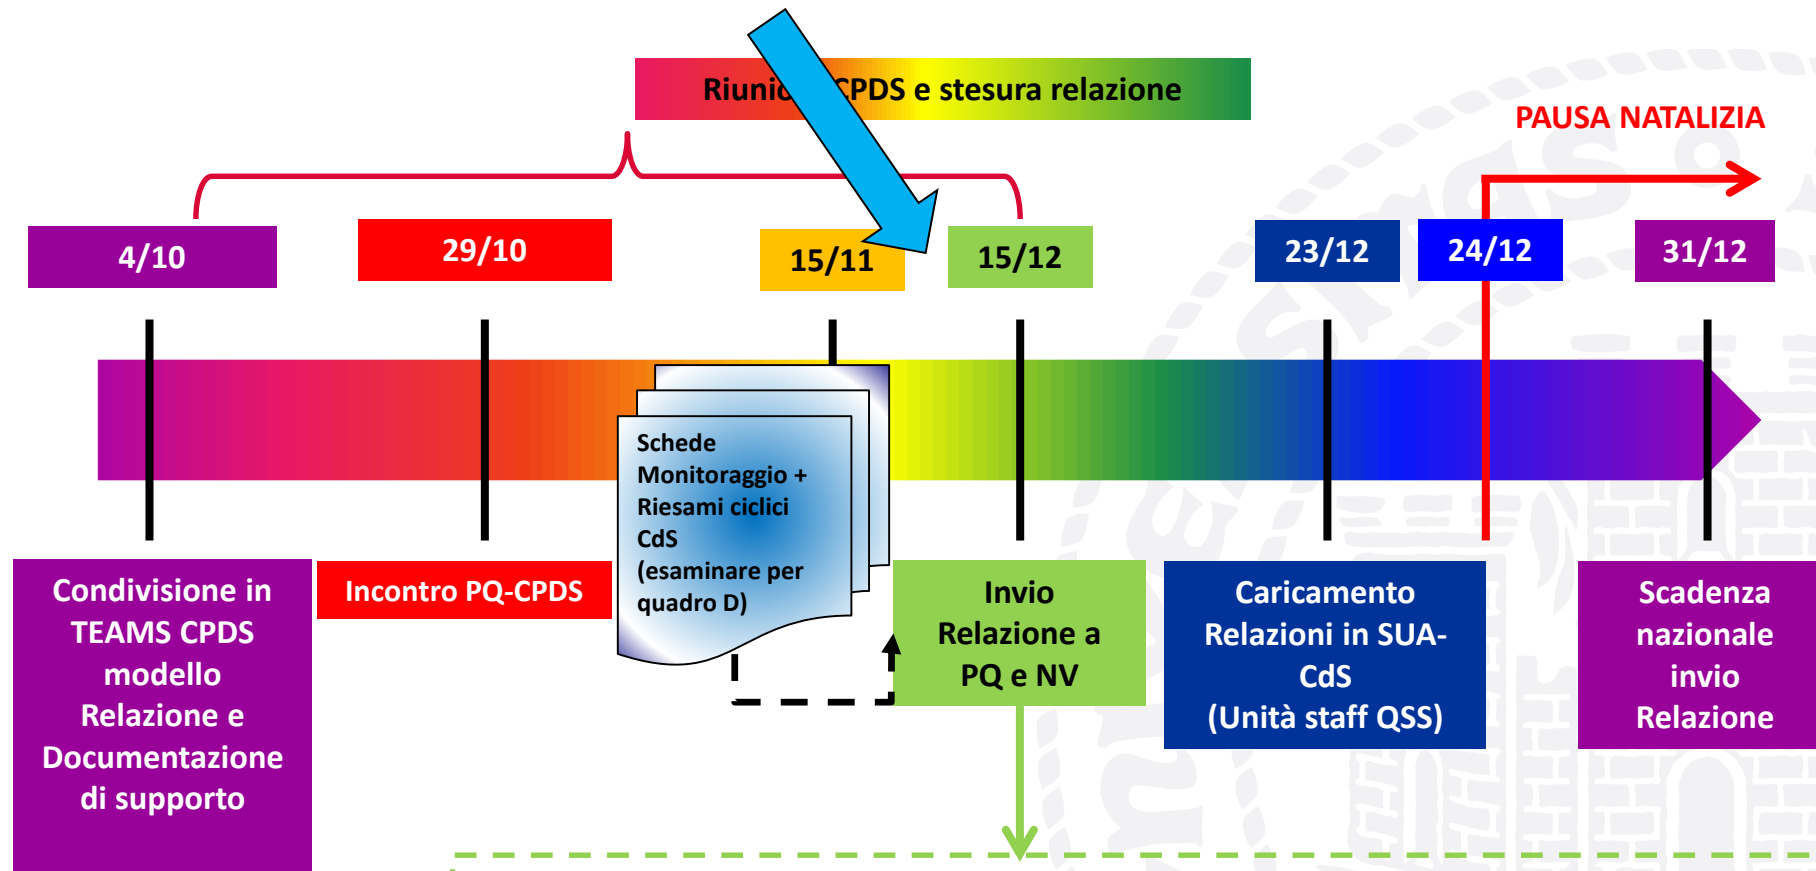 Riunio CPDS e stesura relazione
PAUSA NATALIZIA
4/10
29/10
15/11
15/12
23/12
24/12
31/12
Schede
Monitoraggio +
Riesami ciclici
CdS
(esaminare per
quadro D)
Condivisione in
TEAMS CPDS
modello
Relazione e
Documentazione
di supporto
Incontro PQ-CPDS
Invio
Relazione a
PQ e NV
Caricamento
Relazioni in SUA-
CdS
(Unità staff QSS)
Scadenza
nazionale
invio
Relazione